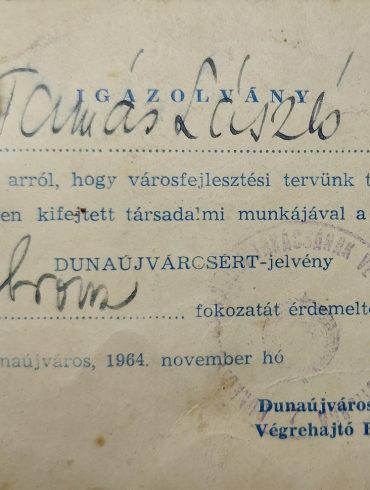 IGAZOLVÁNY
Tamás László
arról, hogy városfejlesztési tervünk t
en kifejtett társadalmi munkájával a
DUNAÚJVÁRCSÉRT-jelvény
bronz
fokozatát érdemelte
naújváros, 1964. november hó
Dunaújváros
Végrehajtó B